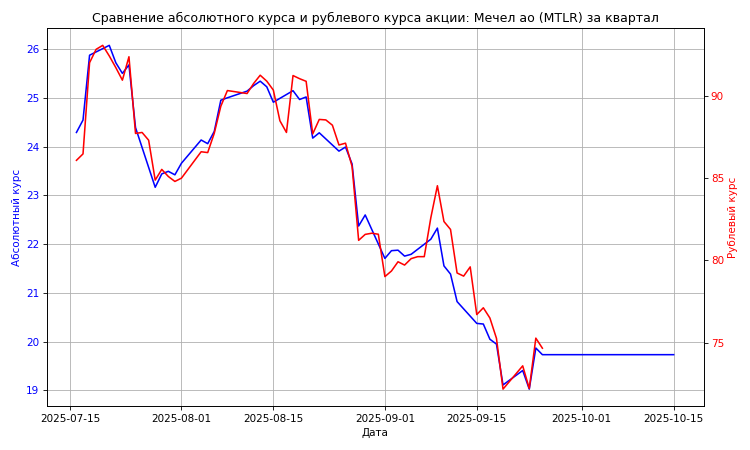 Сравнение абсолютного курса и рублевого курса акции: Мечел ао (MTLR) за квартал
26
25
24
23
22
21
20
19
Абсолютный курс
90
85
80
75
Рублевый курс
2025-07-15 2025-08-01 2025-08-15 2025-09-01 2025-09-15 2025-10-01 2025-10-15
Дата